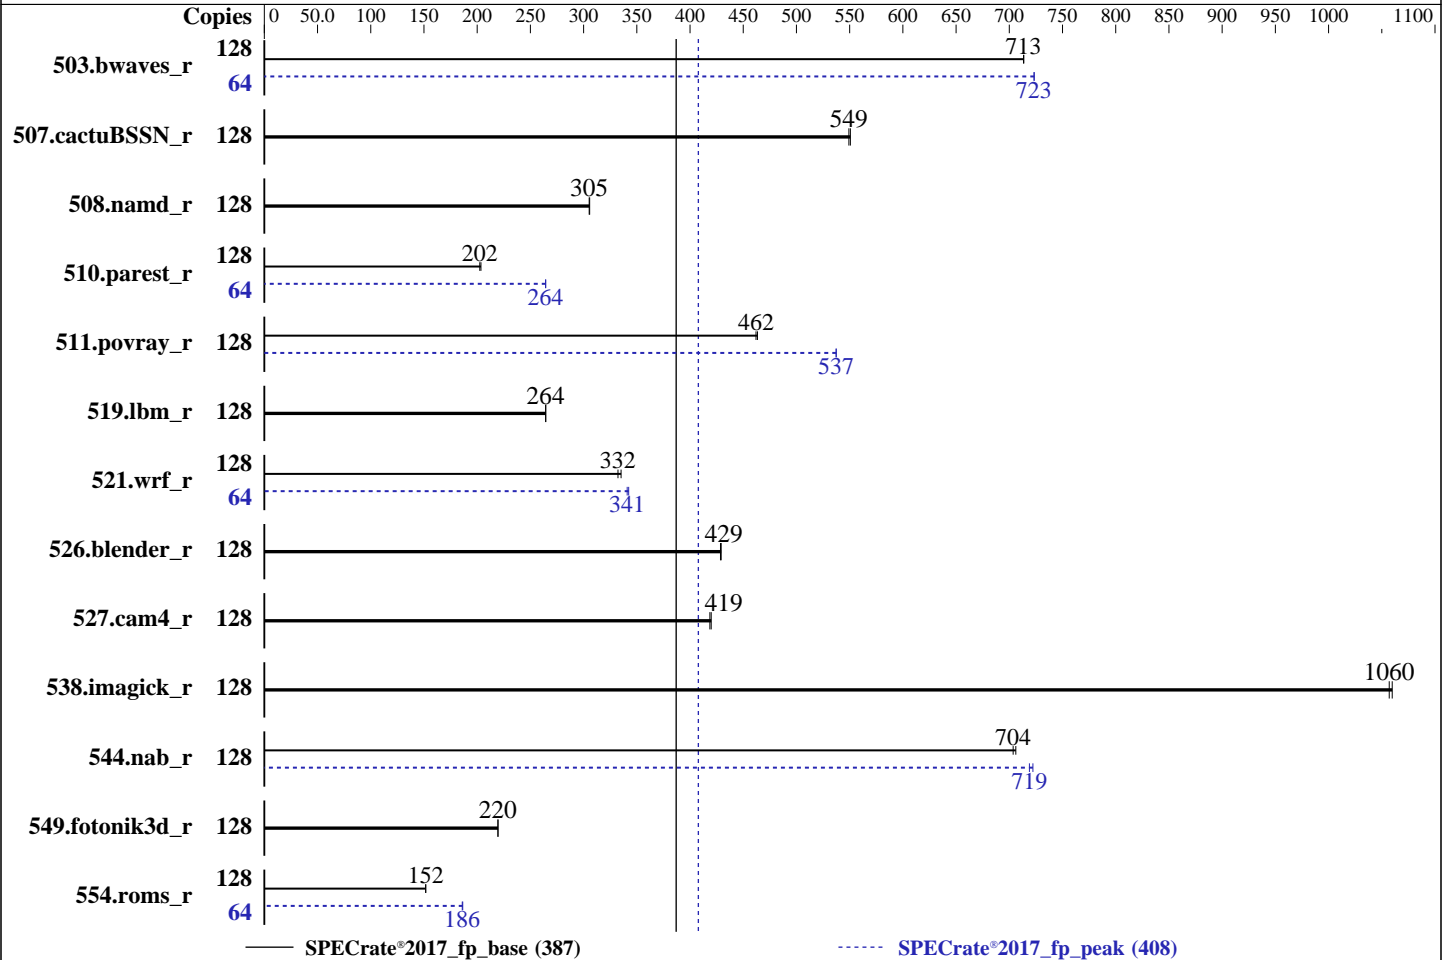 Copies 0 50.0 100 150 200 250 300 350 400 450 500 550 600 650 700 750 800 850 900 950 1000 1100
503.bwaves_r 128 713
64 723
507.cactuBSSN_r 128 549
508.namd_r 128 305
510.parest_r 128 202
64 264
511.povray_r 128 462
537
519.lbm_r 128 264
521.wrf_r 128 332
64 341
526.blender_r 128 429
527.cam4_r 128 419
538.imagick_r 128 1060
544.nab_r 128 704
719
549.fotonik3d_r 128 220
554.roms_r 128 152
64 186
SPECrate®2017_fp_base (387) SPECrate®2017_fp_peak (408)